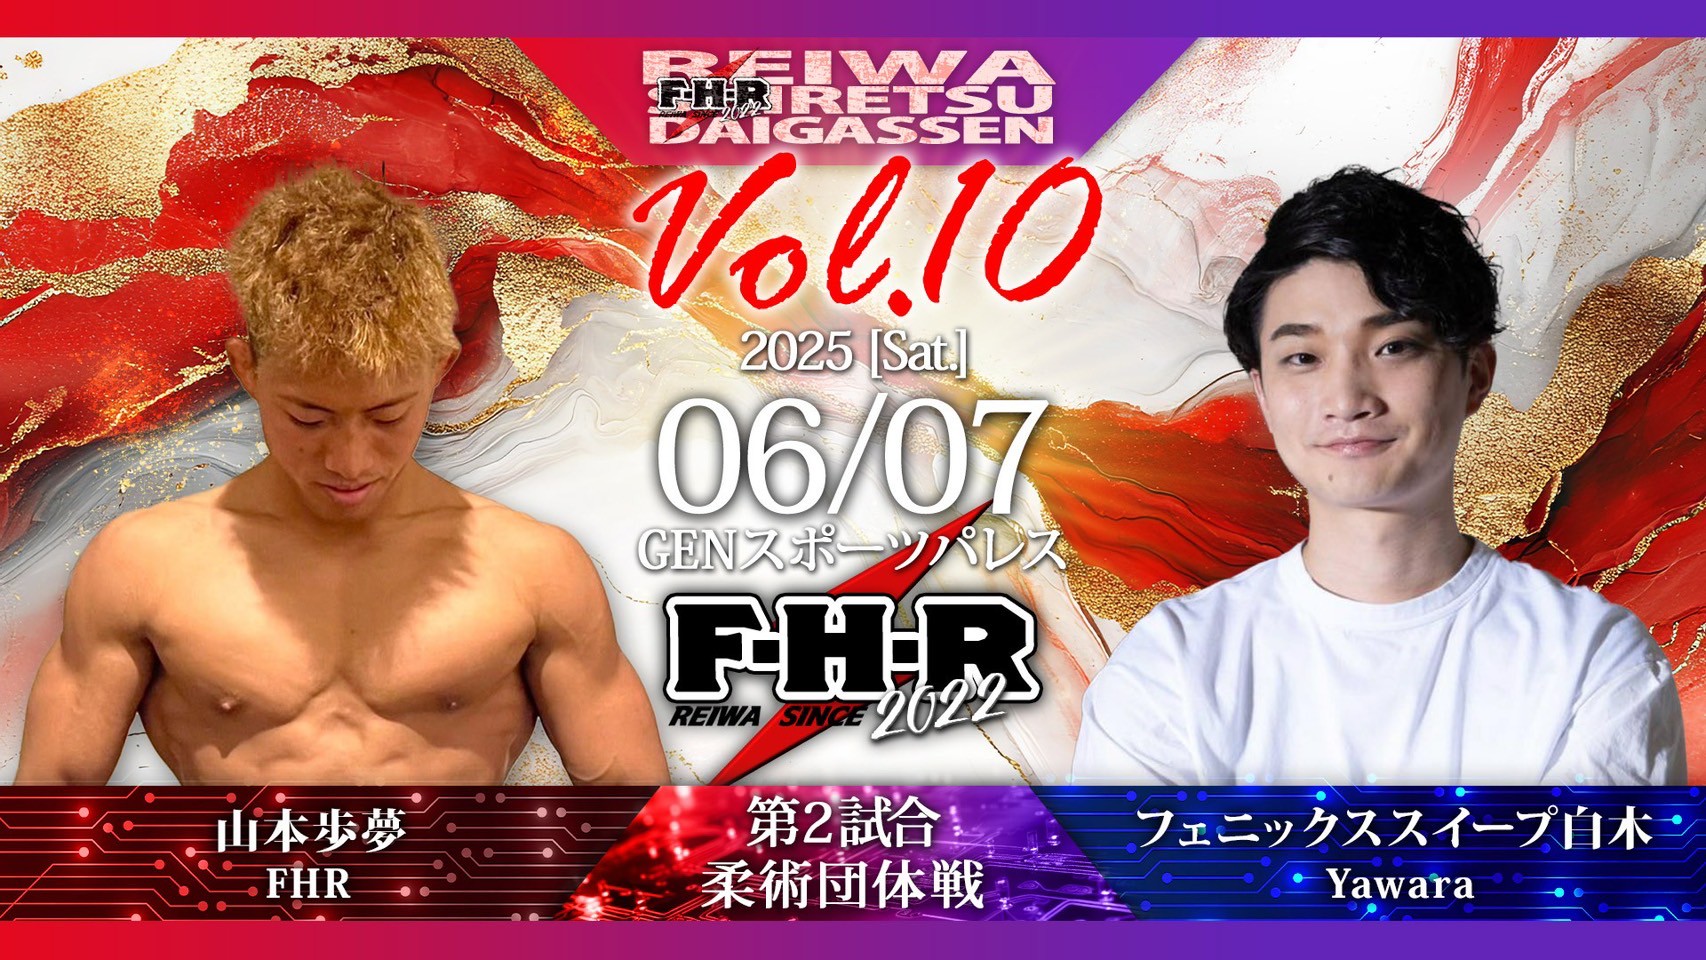 REIWA
RETSU
DAIGASSEN
F-H-R
2022
Vol.10
2025 [Sat.]
06/07
GENスポーツパレス
F-H-R
REIWA SINCE 2022
山本歩夢
FHR
第2試合
柔術団体戦
フェニックススイープ白木
Yawara